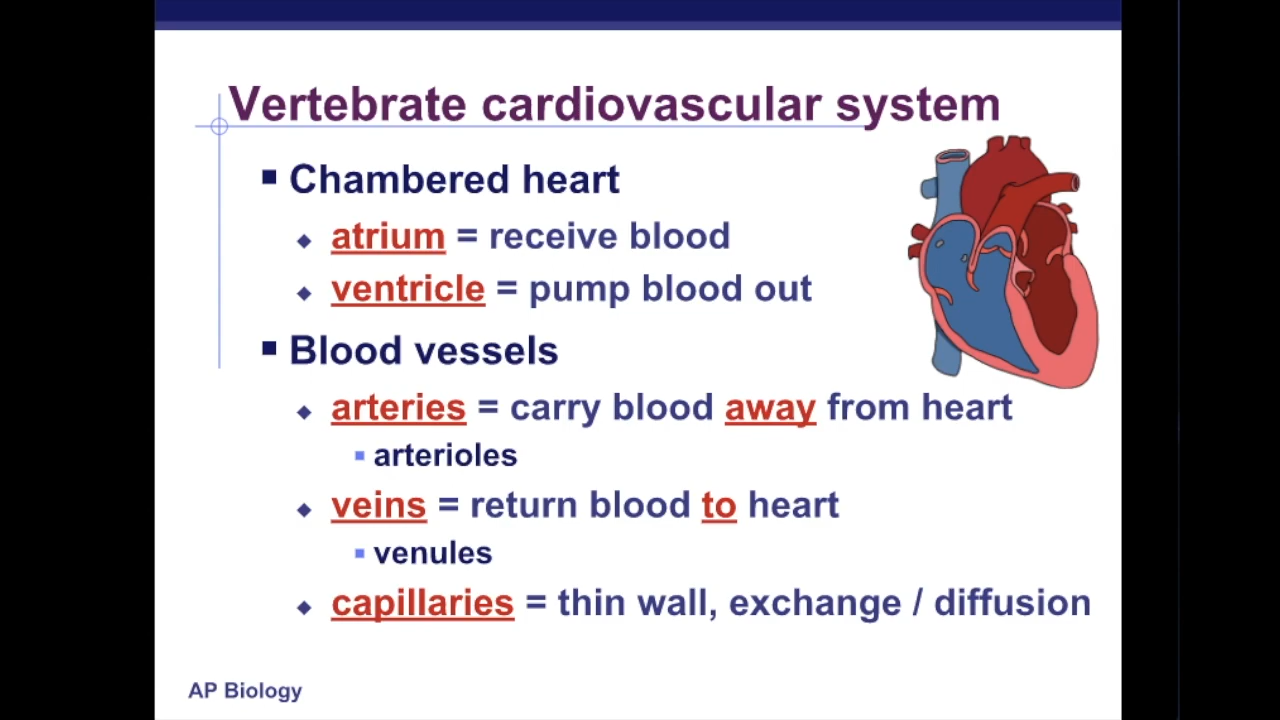 Vertebrate cardiovascular system
Chambered heart
atrium = receive blood
ventricle = pump blood out
Blood vessels
arteries = carry blood away from heart
arterioles
veins = return blood to heart
venules
capillaries = thin wall, exchange / diffusion
AP Biology